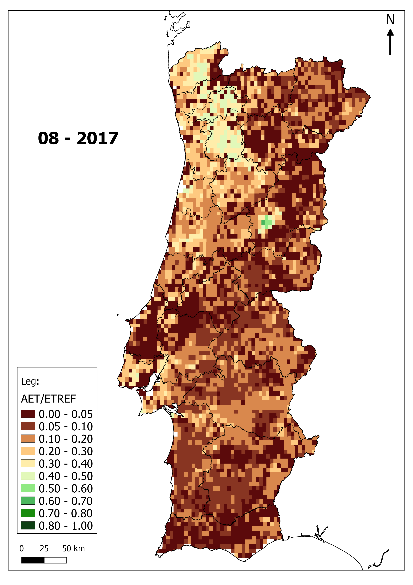 N
08 - 2017
Leg:
AET/ETREF
0.00 - 0.05
0.05 - 0.10
0.10 - 0.20
0.20 - 0.30
0.30 - 0.40
0.40 - 0.50
0.50 - 0.60
0.60 - 0.70
0.70 - 0.80
0.80 - 1.00
0 25 50 km